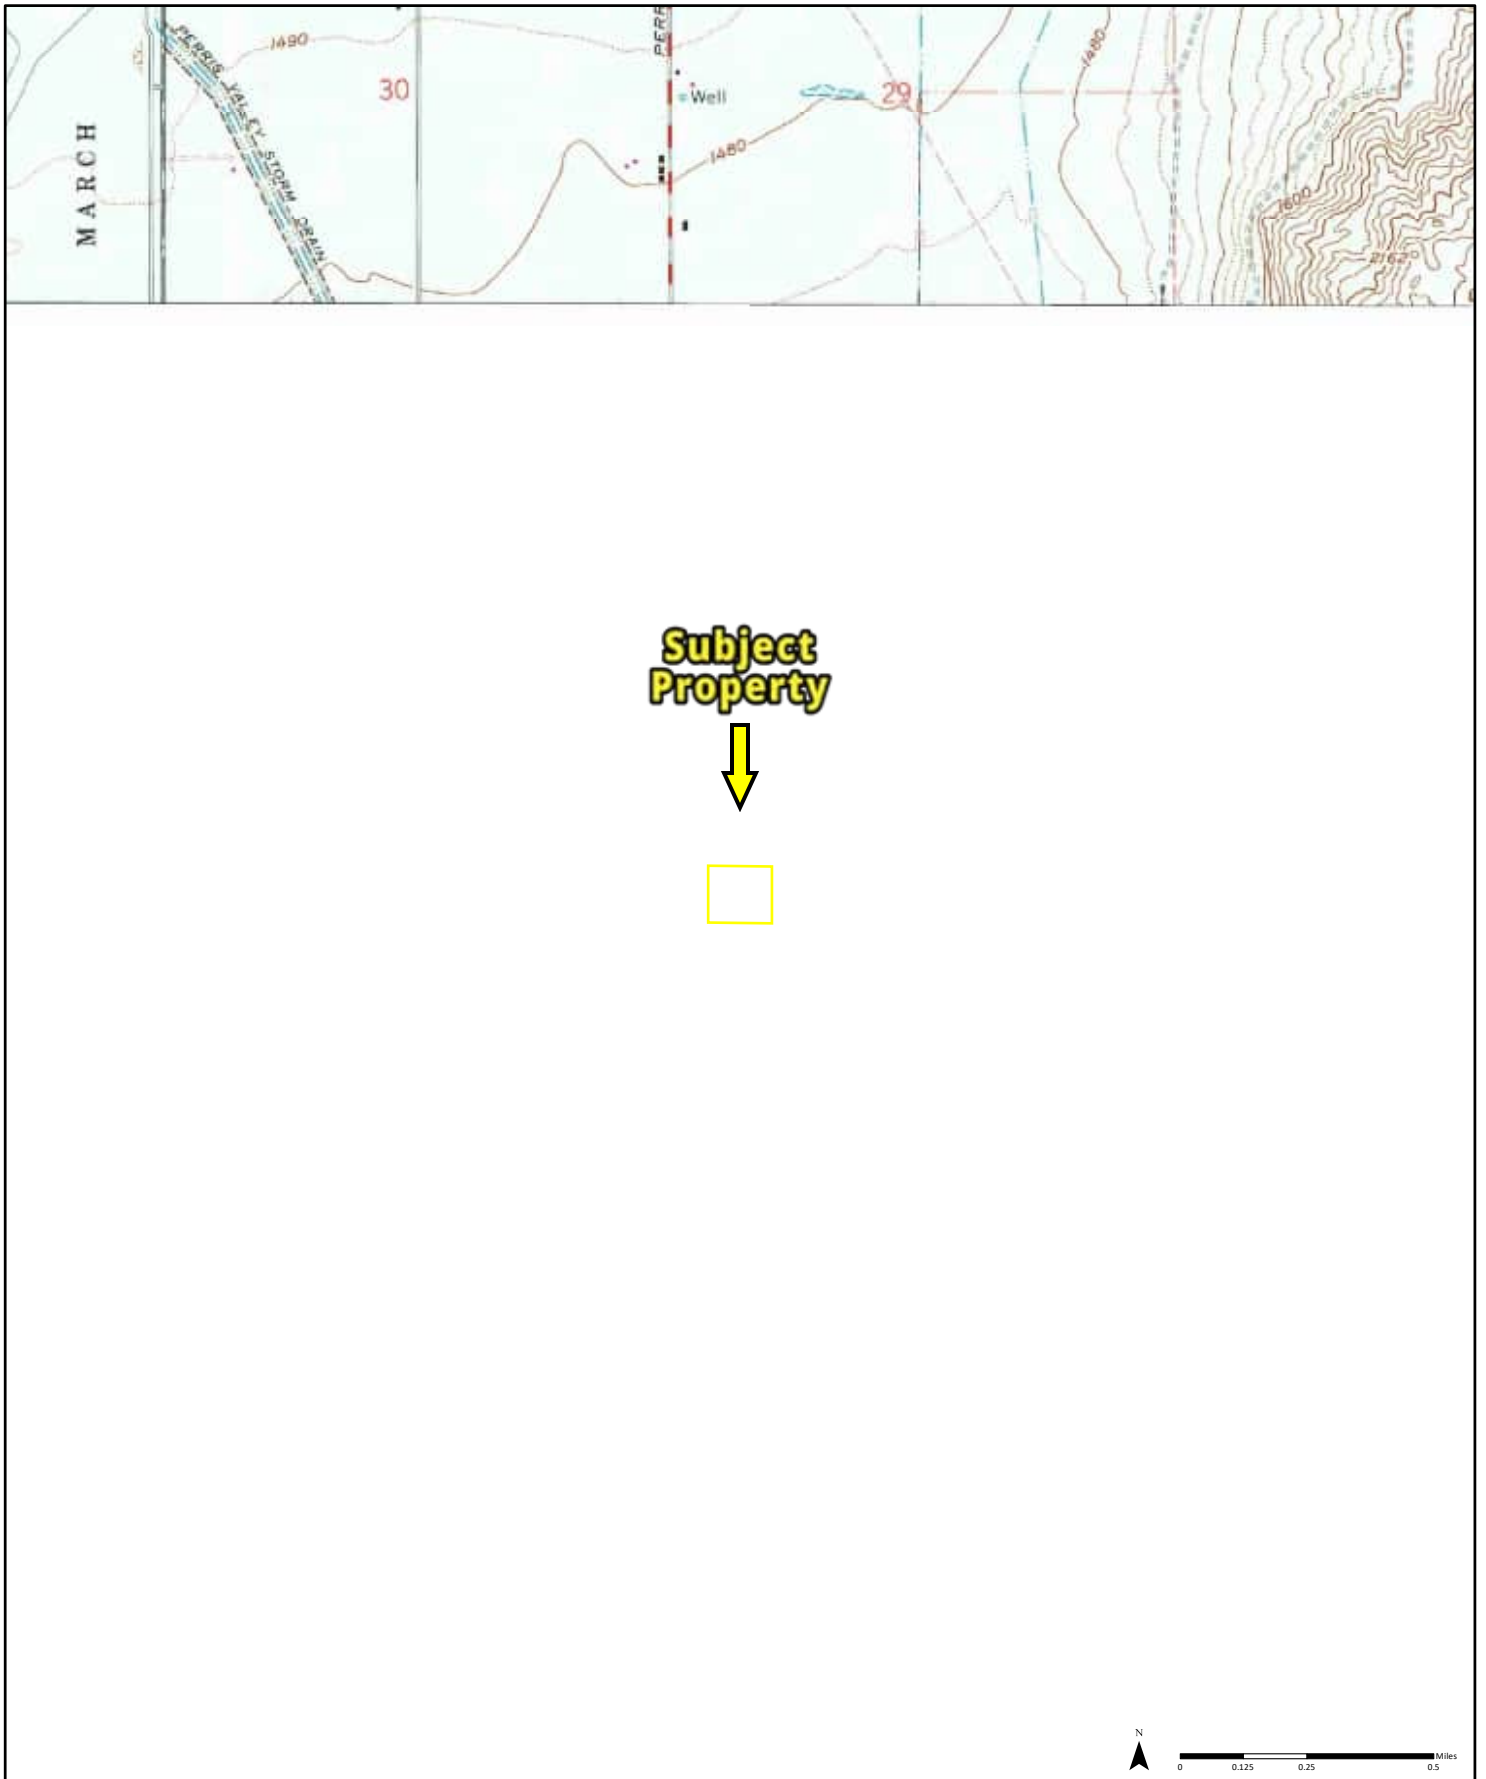 PERRIS VALLEY STORM DRAIN
1490
30
PERR
Well
29
1480
1480
MARCH
1600
2162
Subject
Property
N
Miles
0
0.125
0.25
0.5